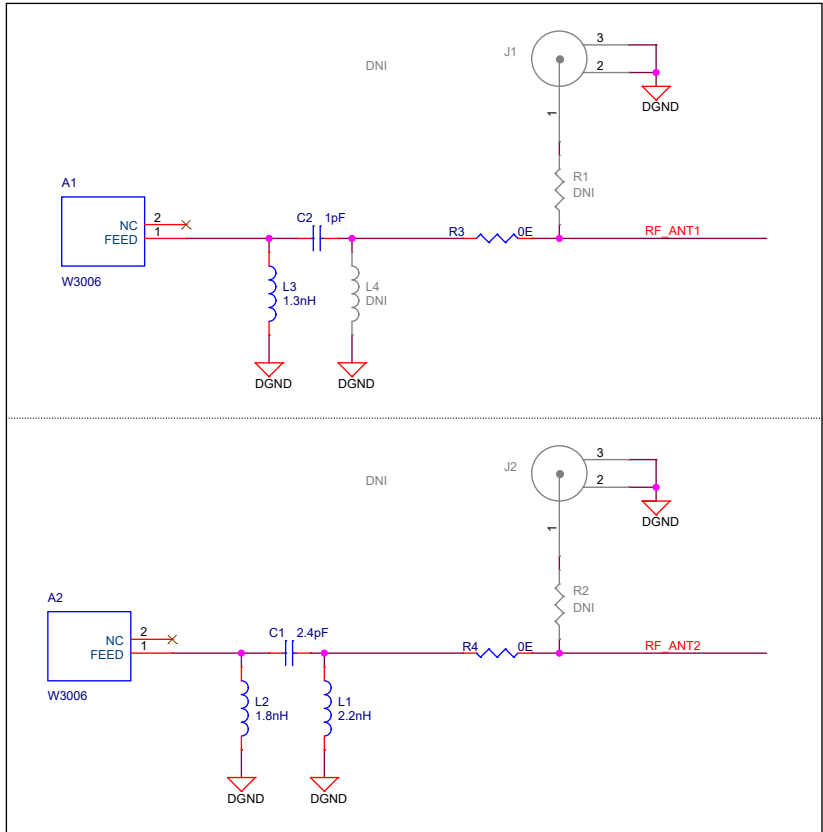 J1
3
2
DNI
DGND
1
R1
DNI
A1
NC 2
FEED 1
C2 1pF
R3 0E
RF_ANT1
W3006
L3
1.3nH
L4
DNI
DGND
DGND
J2
3
2
DNI
DGND
1
R2
DNI
A2
NC 2
FEED 1
C1 2.4pF
R4 0E
RF_ANT2
W3006
L2
1.8nH
L1
2.2nH
DGND
DGND